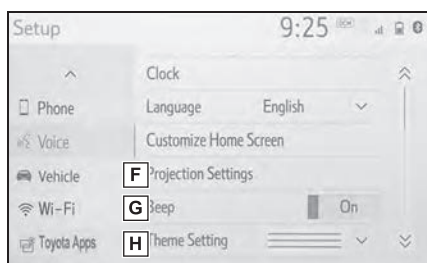 Setup 9:25 DCM
Clock
Phone
Language English
Voice
Customize Home Screen
Vehicle
F Projection Settings
Wi-Fi
G Beep On
Toyota Apps
H Theme Setting